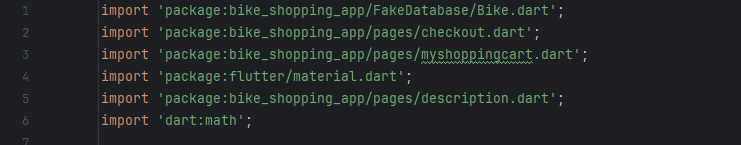 1 import 'package:bike_shopping_app/FakeDatabase/Bike.dart';
2 import 'package:bike_shopping_app/pages/checkout.dart';
3 import 'package:bike_shopping_app/pages/myshoppingcart.dart';
4 import 'package:flutter/material.dart';
5 import 'package:bike_shopping_app/pages/description.dart';
6 import 'dart:math';
7